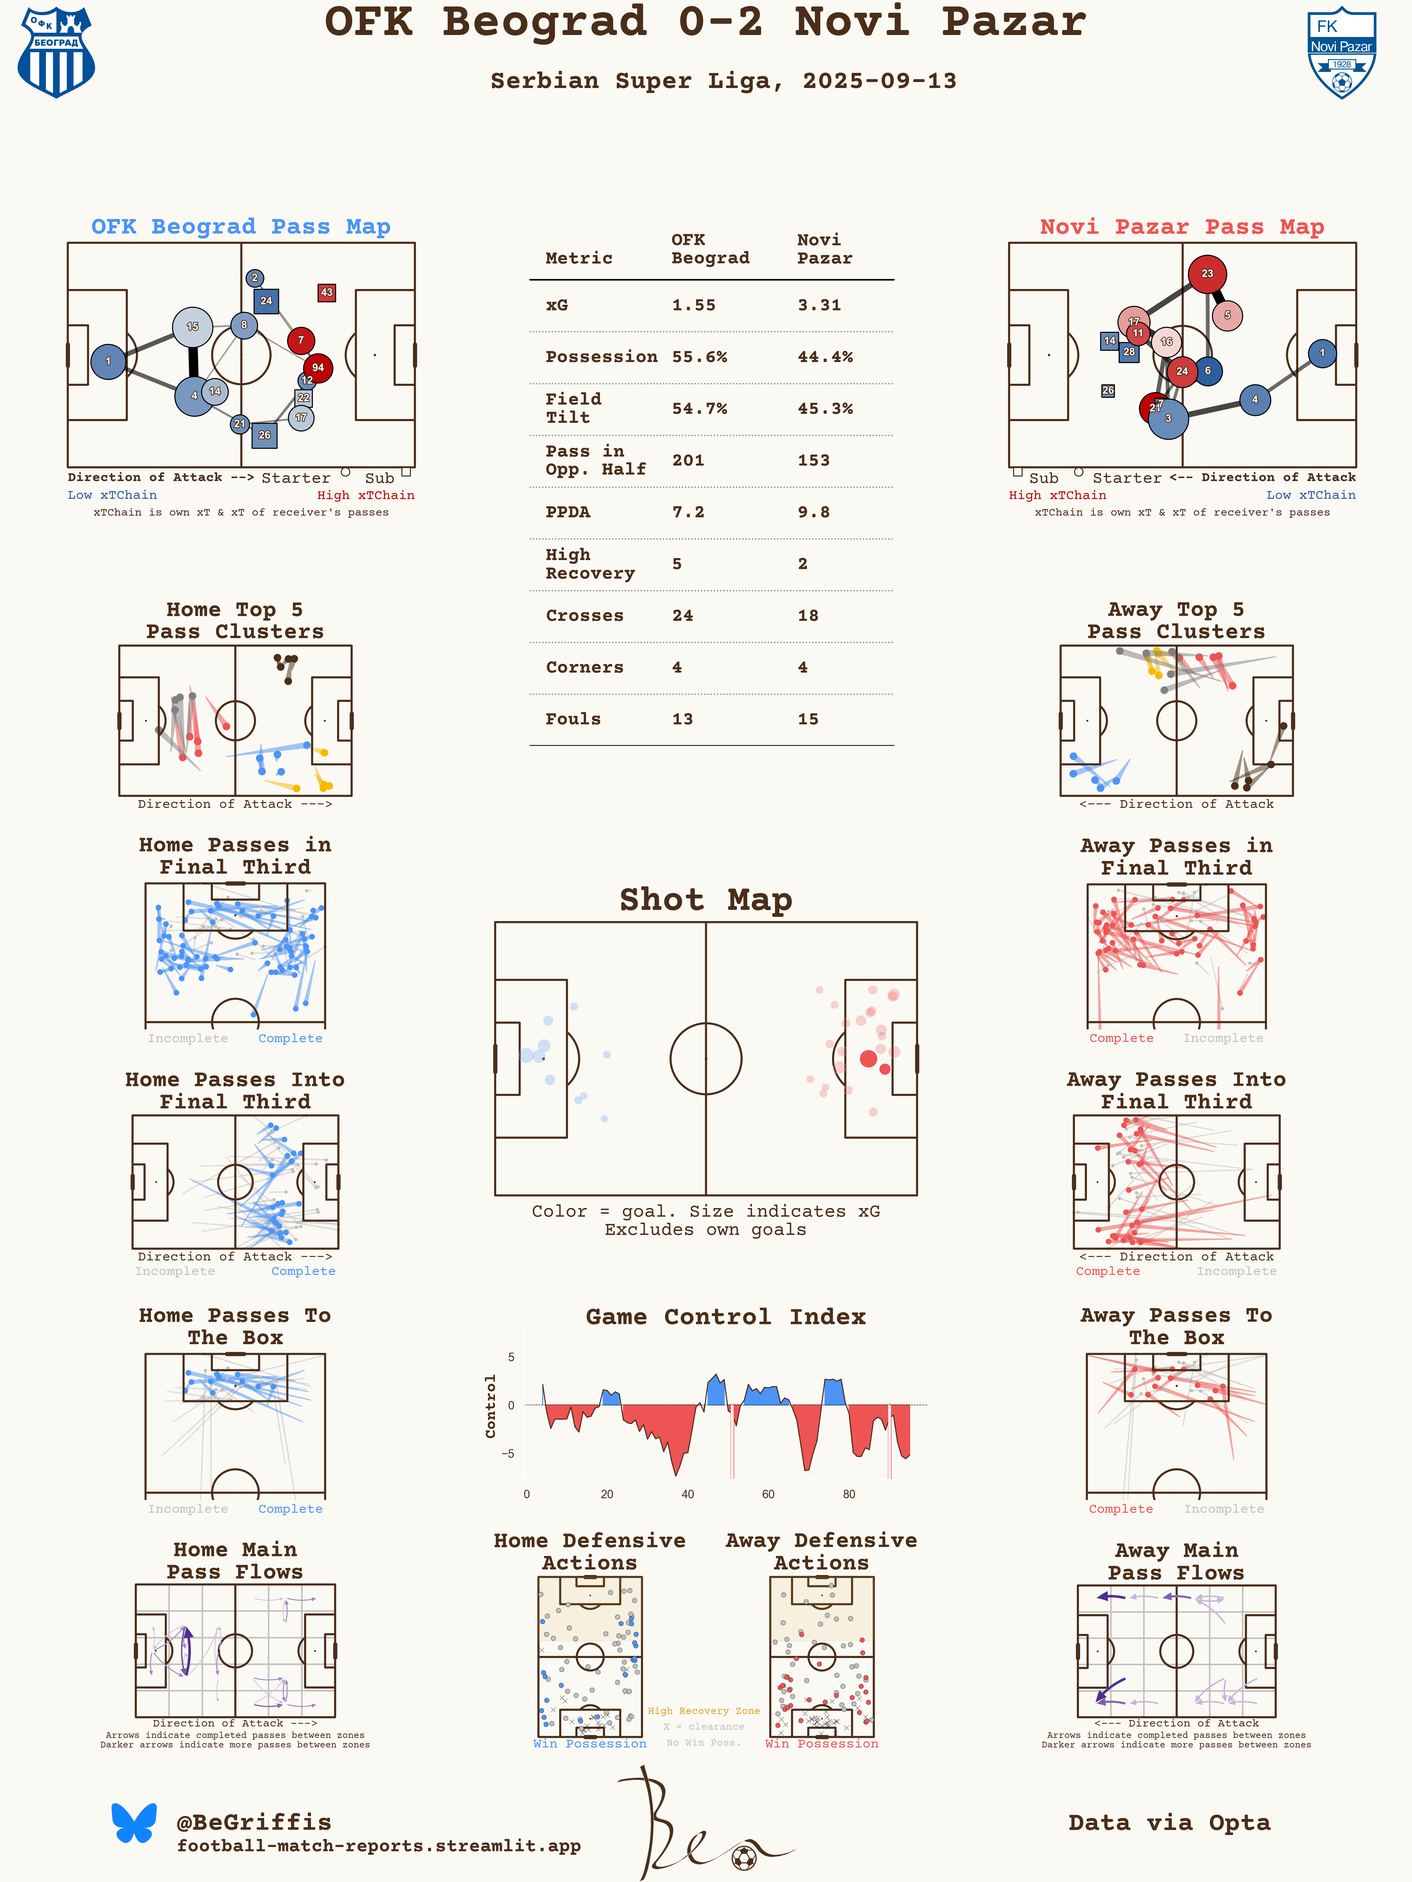 OFK Beograd 0-2 Novi Pazar
Serbian Super Liga, 2025-09-13
ОФК
БЕОГРАД
FK
Novi Pazar
1928
OFK Beograd Pass Map
2
24
43
15
8
7
1
94
12
4
14
22
17
21
26
Direction of Attack --> Starter Sub
Low xTChain High xTChain
xTChain is own xT & xT of receiver's passes
Metric OFK Beograd Novi Pazar
xG 1.55 3.31
Possession 55.6% 44.4%
Field Tilt 54.7% 45.3%
Pass in Opp. Half 201 153
PPDA 7.2 9.8
High Recovery 5 2
Crosses 24 18
Corners 4 4
Fouls 13 15
Novi Pazar Pass Map
23
17
5
11
14
16
28
1
24
6
26
4
21
7
3
Sub Starter <-- Direction of Attack
High xTChain Low xTChain
xTChain is own xT & xT of receiver's passes
Home Top 5
Pass Clusters
Direction of Attack --->
Away Top 5
Pass Clusters
<--- Direction of Attack
Home Passes in
Final Third
Incomplete Complete
Shot Map
Color = goal. Size indicates xG
Excludes own goals
Away Passes in
Final Third
Complete Incomplete
Home Passes Into
Final Third
Direction of Attack --->
Incomplete Complete
Away Passes Into
Final Third
<--- Direction of Attack
Complete Incomplete
Home Passes To
The Box
Incomplete Complete
Game Control Index
Control
5
0
−5
0 20 40 60 80
Away Passes To
The Box
Complete Incomplete
Home Main
Pass Flows
Direction of Attack --->
Arrows indicate completed passes between zones
Darker arrows indicate more passes between zones
Home Defensive
Actions
Win Possession
High Recovery Zone
X = clearance
No Win Poss.
Away Defensive
Actions
Win Possession
Away Main
Pass Flows
<--- Direction of Attack
Arrows indicate completed passes between zones
Darker arrows indicate more passes between zones
@BeGriffis
football-match-reports.streamlit.app
Ben
Data via Opta